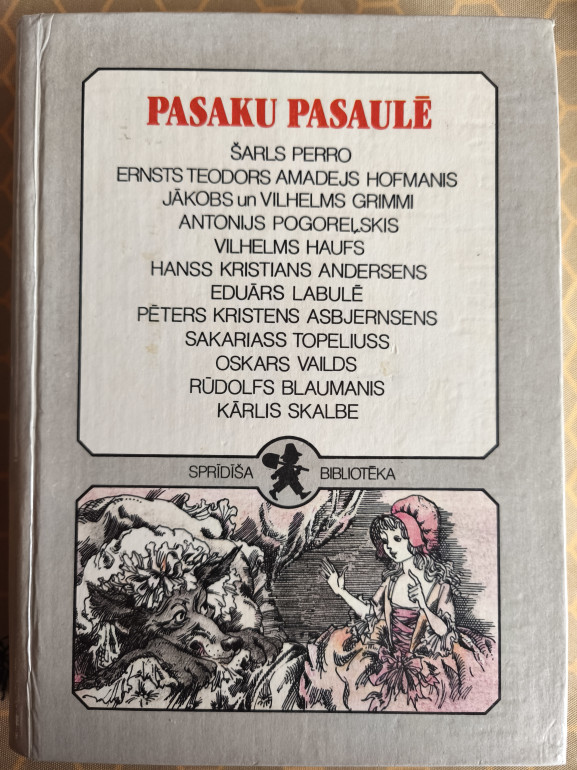 PASAKU PASAULĒ
ŠARLS PERRO
ERNSTS TEODORS AMADEJS HOFMANIS
JĀKOBS un VILHELMS GRIMMI
ANTONIJS POGOREĻSKIS
VILHELMS HAUFS
HANSS KRISTIANS ANDERSENS
EDUĀRS LABULĒ
PĒTERS KRISTENS ASBJERNSENS
SAKARIASS TOPELIUSS
OSKARS VAILDS
RŪDOLFS BLAUMANIS
KĀRLIS SKALBE
SPRĪDĪŠA BIBLIOTĒKA